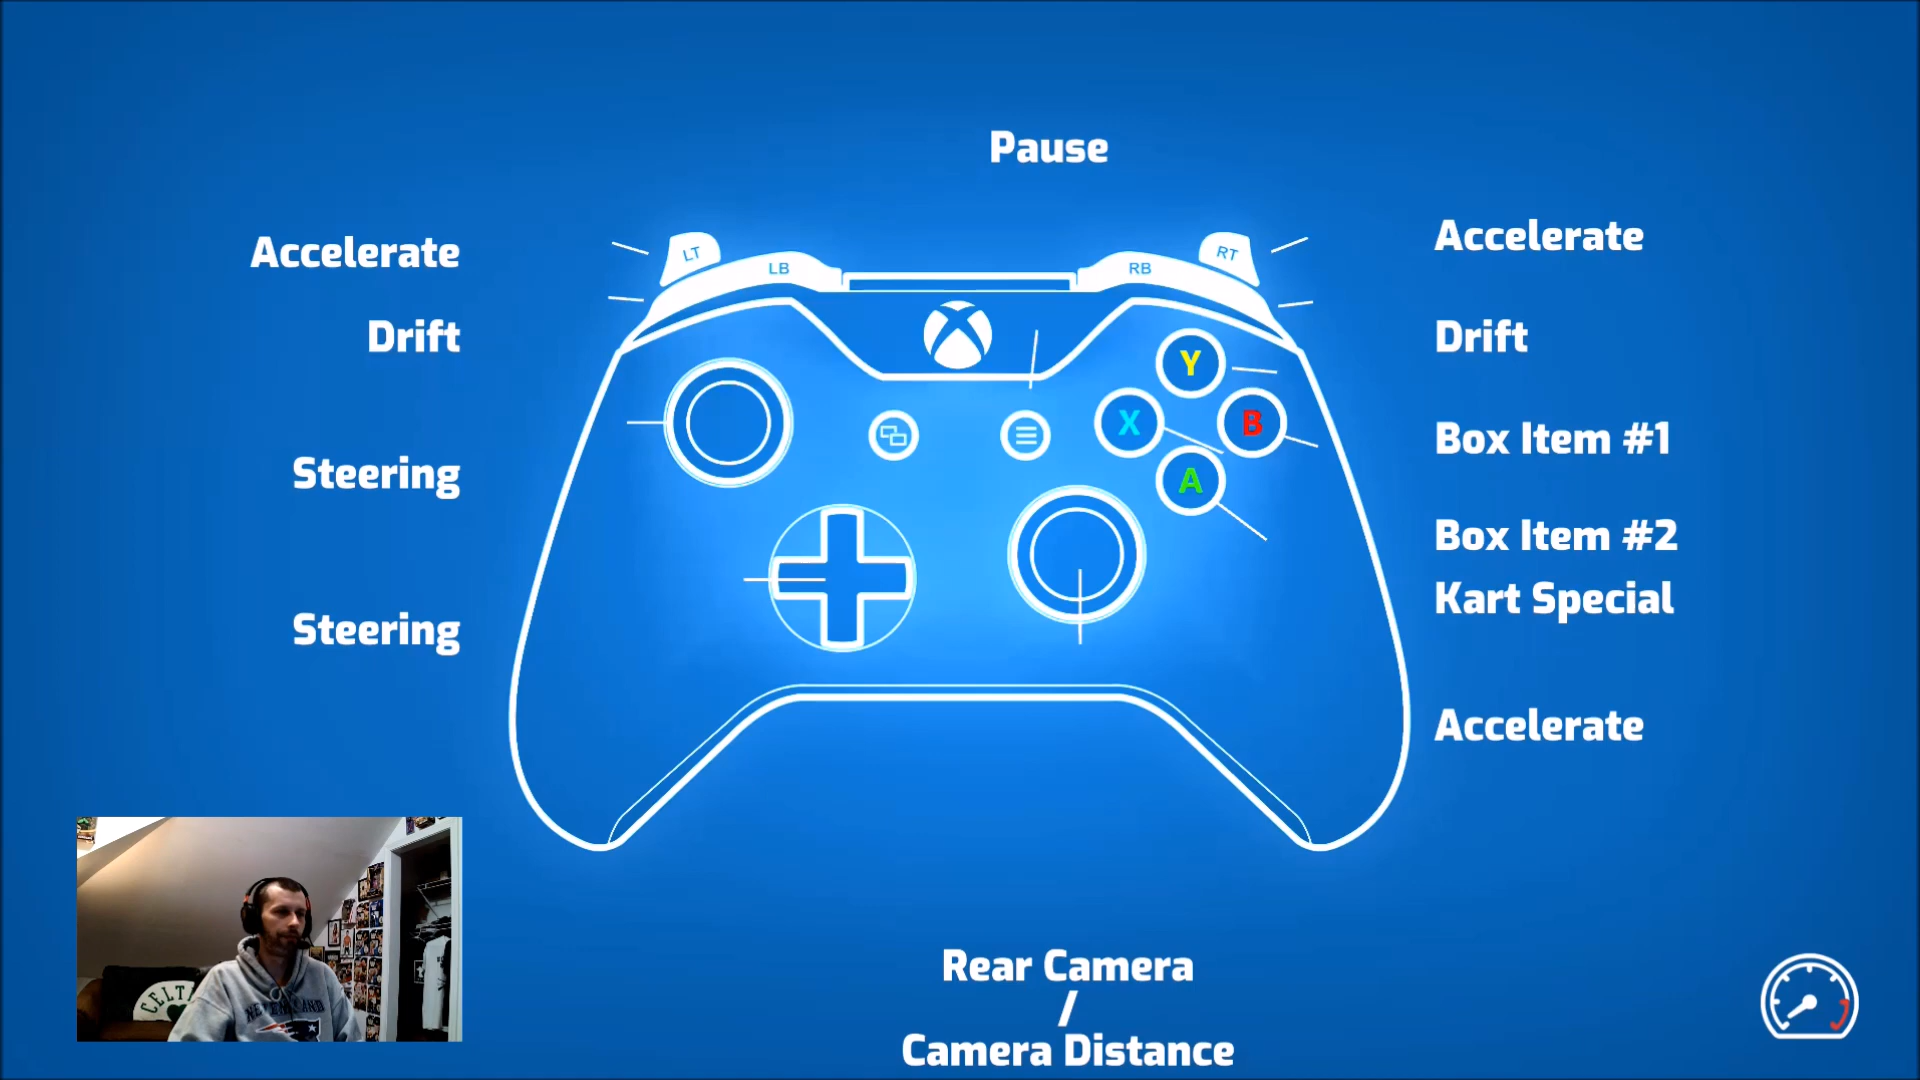 Pause
Accelerate
Accelerate
LT
RT
LB
RB
Drift
Drift
Y
X
B
A
Box Item #1
Steering
Box Item #2
Kart Special
Steering
Accelerate
Rear Camera
/
Camera Distance